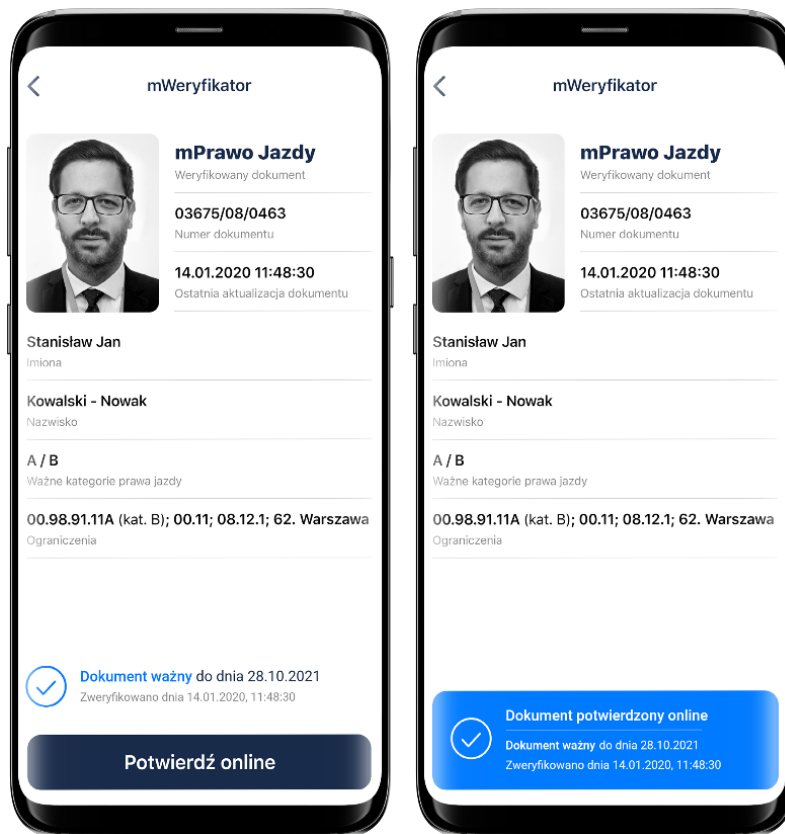 mWeryfikator
mPrawo Jazdy
Weryfikowany dokument
03675/08/0463
Numer dokumentu
14.01.2020 11:48:30
Ostatnia aktualizacja dokumentu
Stanisław Jan
Imiona
Kowalski - Nowak
Nazwisko
A / B
Ważne kategorie prawa jazdy
00.98.91.11A (kat. B); 00.11; 08.12.1; 62. Warszawa
Ograniczenia
Dokument ważny do dnia 28.10.2021
Zweryfikowano dnia 14.01.2020, 11:48:30
Potwierdź online
mWeryfikator
mPrawo Jazdy
Weryfikowany dokument
03675/08/0463
Numer dokumentu
14.01.2020 11:48:30
Ostatnia aktualizacja dokumentu
Stanisław Jan
Imiona
Kowalski - Nowak
Nazwisko
A / B
Ważne kategorie prawa jazdy
00.98.91.11A (kat. B); 00.11; 08.12.1; 62. Warszawa
Ograniczenia
Dokument potwierdzony online
Dokument ważny do dnia 28.10.2021
Zweryfikowano dnia 14.01.2020, 11:48:30